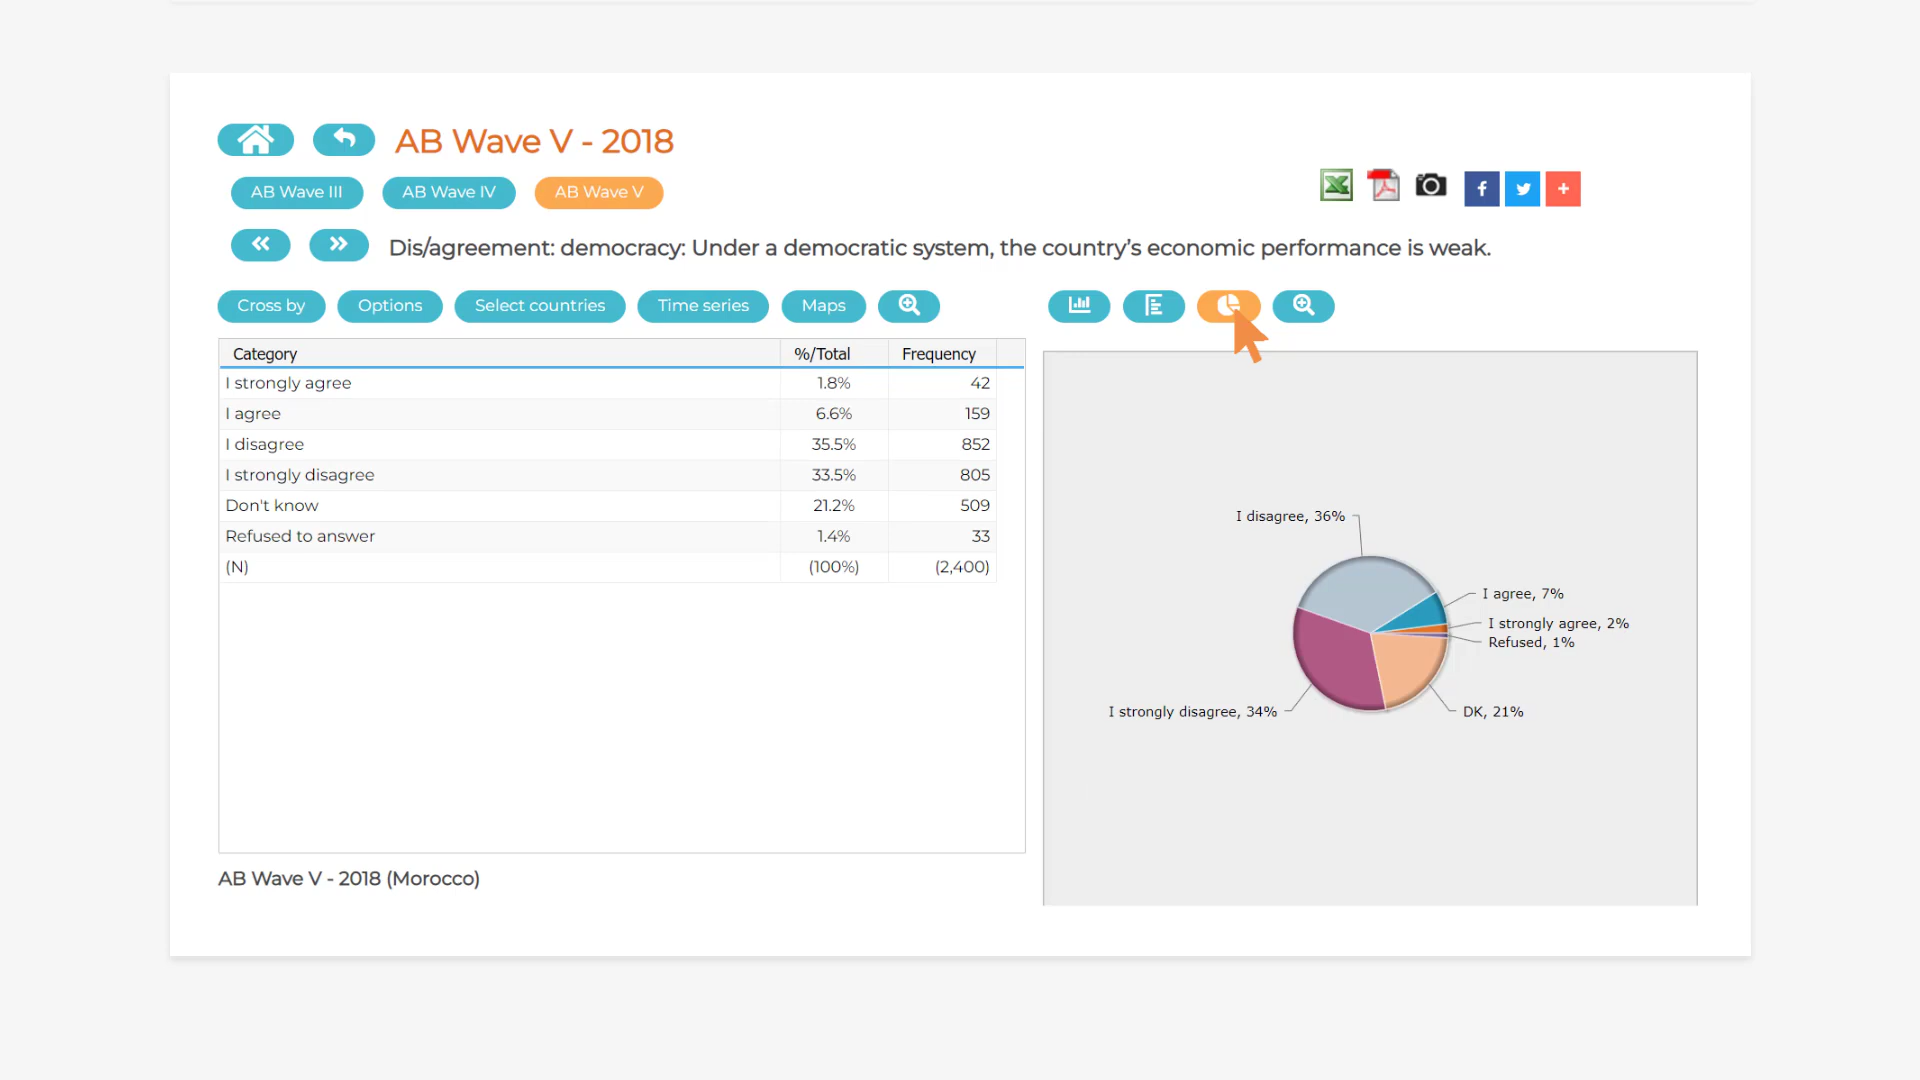 AB Wave V - 2018
AB Wave III AB Wave IV AB Wave V
Dis/agreement: democracy: Under a democratic system, the country’s economic performance is weak.
Cross by Options Select countries Time series Maps
Category %/Total Frequency
I strongly agree 1.8% 42
I agree 6.6% 159
I disagree 35.5% 852
I strongly disagree 33.5% 805
Don't know 21.2% 509
Refused to answer 1.4% 33
(N) (100%) (2,400)
I disagree, 36%
I agree, 7%
I strongly agree, 2%
Refused, 1%
I strongly disagree, 34%
DK, 21%
AB Wave V - 2018 (Morocco)